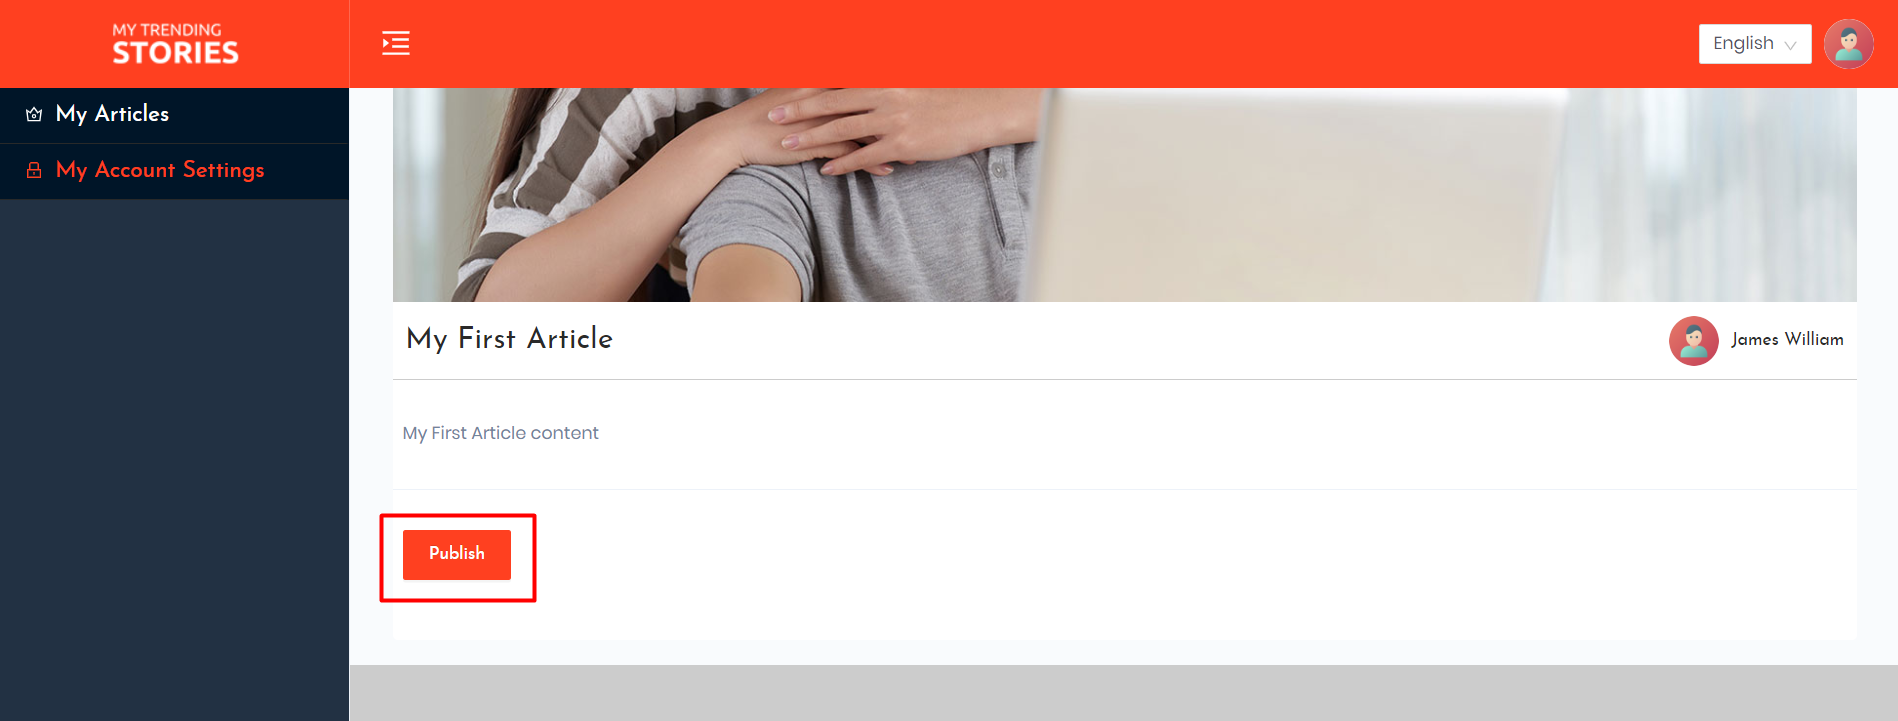 MY TRENDING
STORIES
English
My Articles
My Account Settings
My First Article
James William
My First Article content
Publish